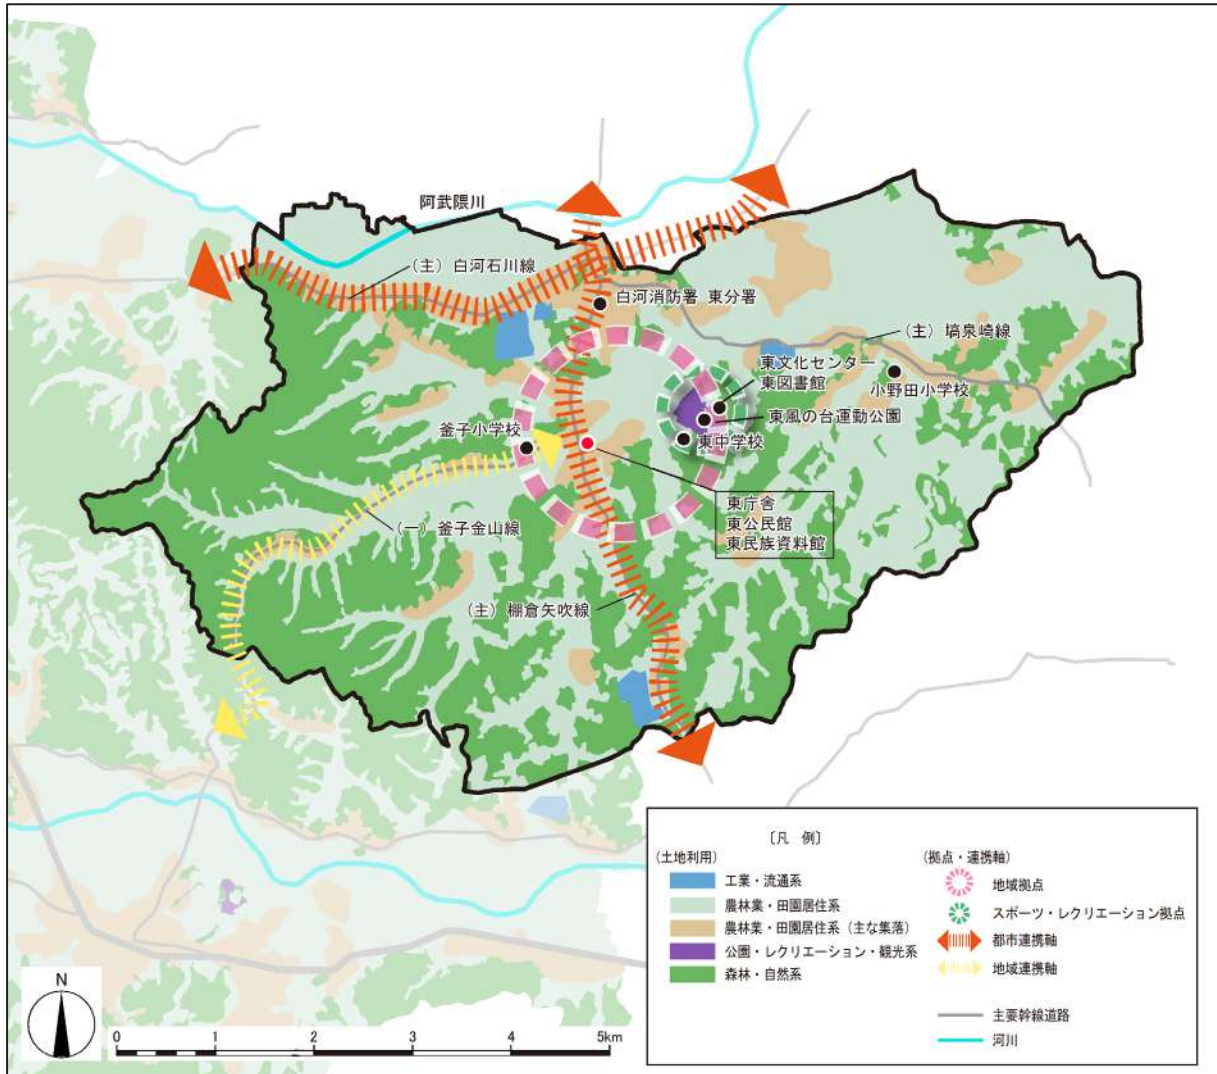 阿武隈川
(主)白河石川線
白河消防署 東分署
(主)塙泉崎線
東文化センター
東図書館
小野田小学校
東風の台運動公園
釜子小学校
東中学校
東庁舎
東公民館
東民族資料館
(一)釜子金山線
(主)棚倉矢吹線
〔凡 例〕
(土地利用)
工業・流通系
農林業・田園居住系
農林業・田園居住系(主な集落)
公園・レクリエーション・観光系
森林・自然系
(拠点・連携軸)
地域拠点
スポーツ・レクリエーション拠点
都市連携軸
地域連携軸
主要幹線道路
河川
N
0 1 2 3 4 5km